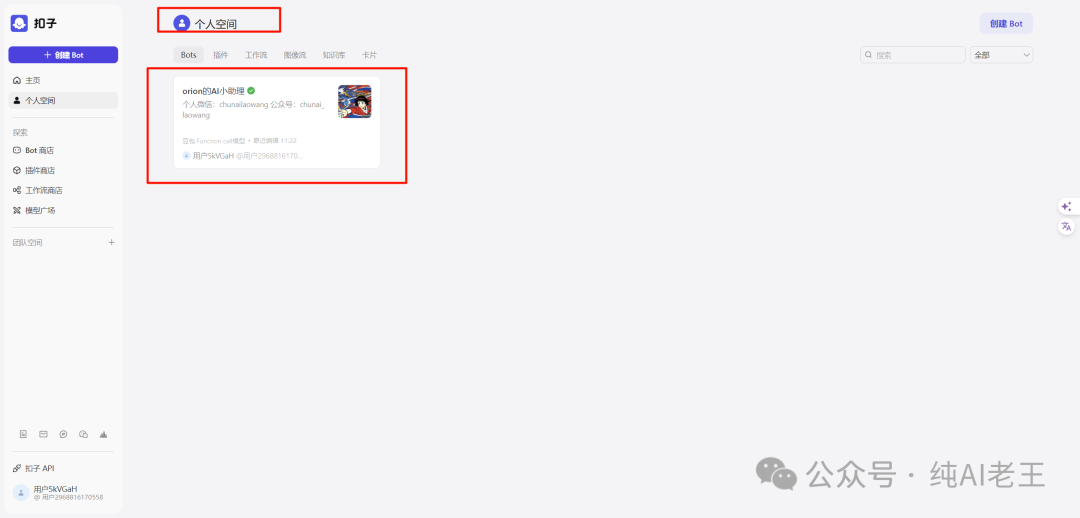 扣子
+ 创建 Bot
主页
个人空间
探索
Bot 商店
插件商店
工作流商店
模型广场
团队空间 +
扣子 API
用户5kVGaH
@ 用户2968816170558
个人空间
创建 Bot
Bots 插件 工作流 图像流 知识库 卡片
搜索 全部
orion的AI小助理
个人微信：chunailaowang 公众号：chunai_
laowang
豆包 Function call模型 • 最近编辑 11:22
用户5kVGaH @用户2968816170...
公众号 · 纯AI老王